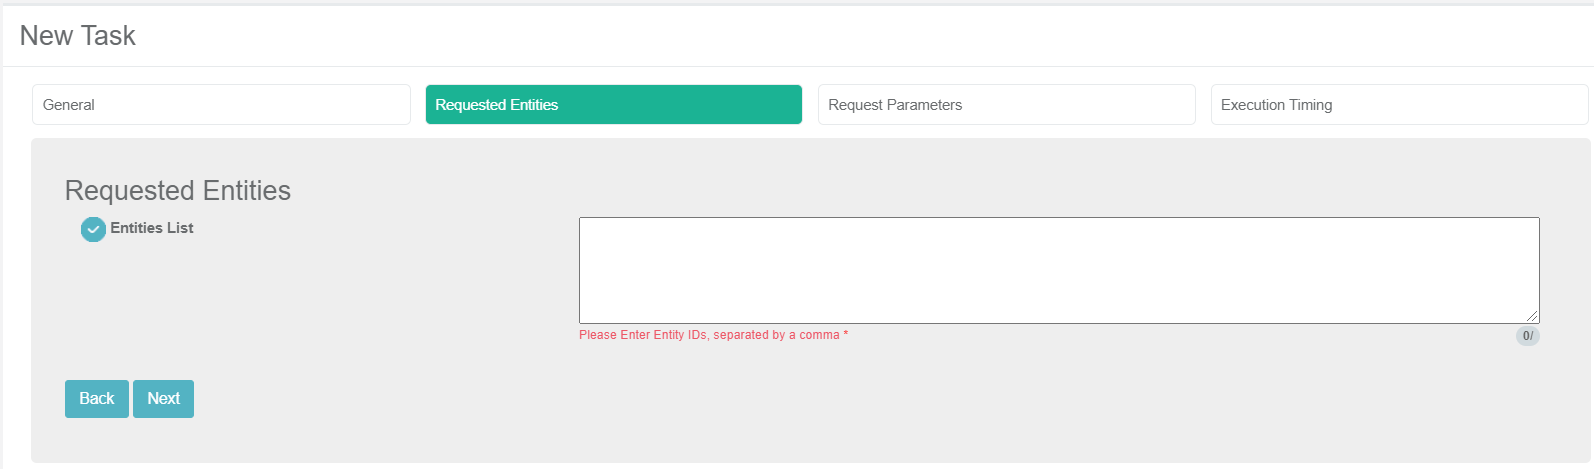 New Task
General
Requested Entities
Request Parameters
Execution Timing
Requested Entities
Entities List
Please Enter Entity IDs, separated by a comma *
0/
Back
Next